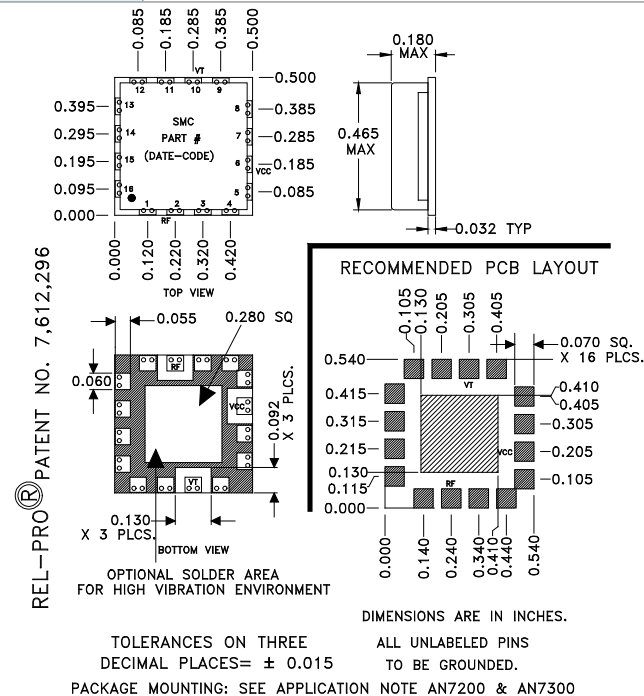 0.085
0.185
0.285
0.385
0.500
VT
12 11 10 9
0.500
0.395
0.295
0.195
0.095
0.000
13
14
15
16
SMC
PART #
(DATE-CODE)
8
7
6
5
VCC
0.385
0.285
0.185
0.085
1 2 3 4
RF
0.000
0.120
0.220
0.320
0.420
TOP VIEW
0.180
MAX
0.465
MAX
0.032 TYP
REL-PRO® PATENT NO. 7,612,296
0.055
0.280 SQ
0.060
RF
VCC
VT
0.092
X 3 PLCS.
0.130
X 3 PLCS.
BOTTOM VIEW
OPTIONAL SOLDER AREA
FOR HIGH VIBRATION ENVIRONMENT
RECOMMENDED PCB LAYOUT
0.105
0.130
0.205
0.305
0.405
0.070 SQ.
X 16 PLCS.
0.540
0.415
0.315
0.215
0.130
0.115
0.000
VT
VCC
RF
0.410
0.405
0.305
0.205
0.105
0.000
0.140
0.240
0.340
0.410
0.440
0.540
DIMENSIONS ARE IN INCHES.
TOLERANCES ON THREE
DECIMAL PLACES= ± 0.015
ALL UNLABELED PINS
TO BE GROUNDED.
PACKAGE MOUNTING: SEE APPLICATION NOTE AN7200 & AN7300